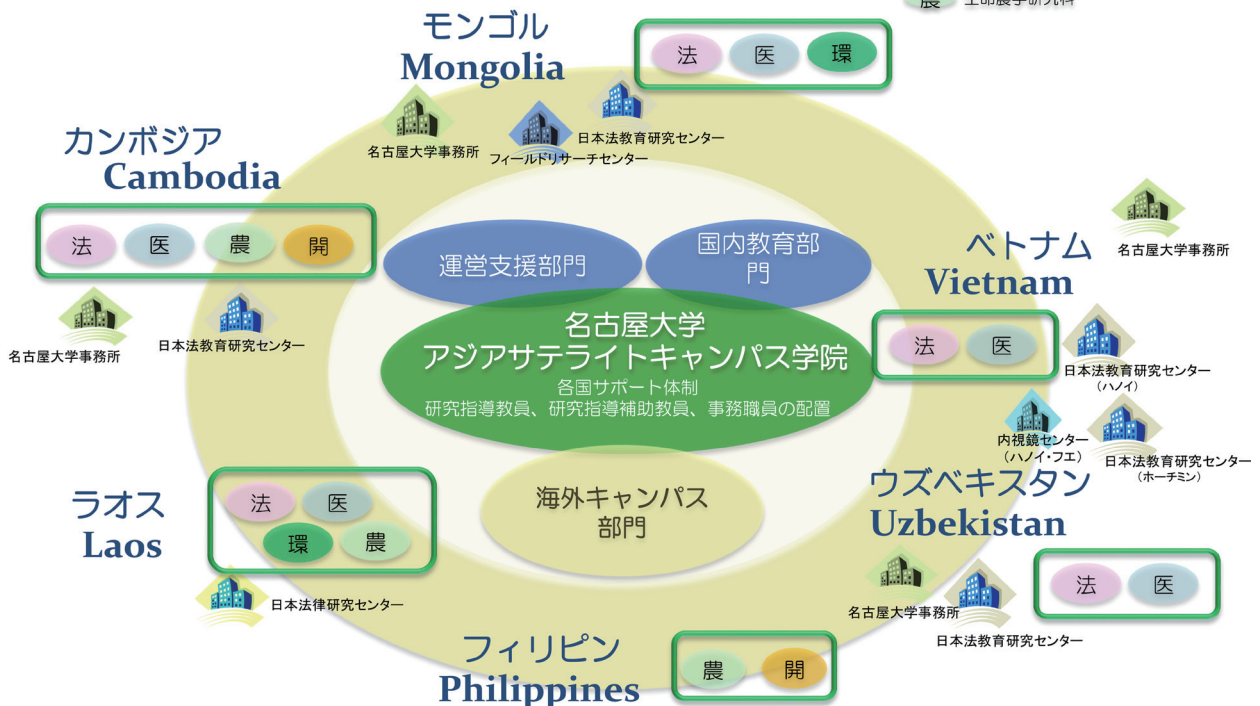 農 生命農学研究科
モンゴル
Mongolia
法 医 環
名古屋大学事務所
フィールドリサーチセンター
日本法教育研究センター
カンボジア
Cambodia
法 医 農 開
名古屋大学事務所
日本法教育研究センター
運営支援部門
国内教育部
門
名古屋大学
アジアサテライトキャンパス学院
各国サポート体制
研究指導教員、研究指導補助教員、事務職員の配置
海外キャンパス
部門
名古屋大学事務所
ベトナム
Vietnam
法 医
日本法教育研究センター
(ハノイ)
内視鏡センター
(ハノイ・フエ)
日本法教育研究センター
(ホーチミン)
ラオス
Laos
法 医
環 農
日本法律研究センター
ウズベキスタン
Uzbekistan
法 医
名古屋大学事務所
日本法教育研究センター
フィリピン
Philippines
農 開